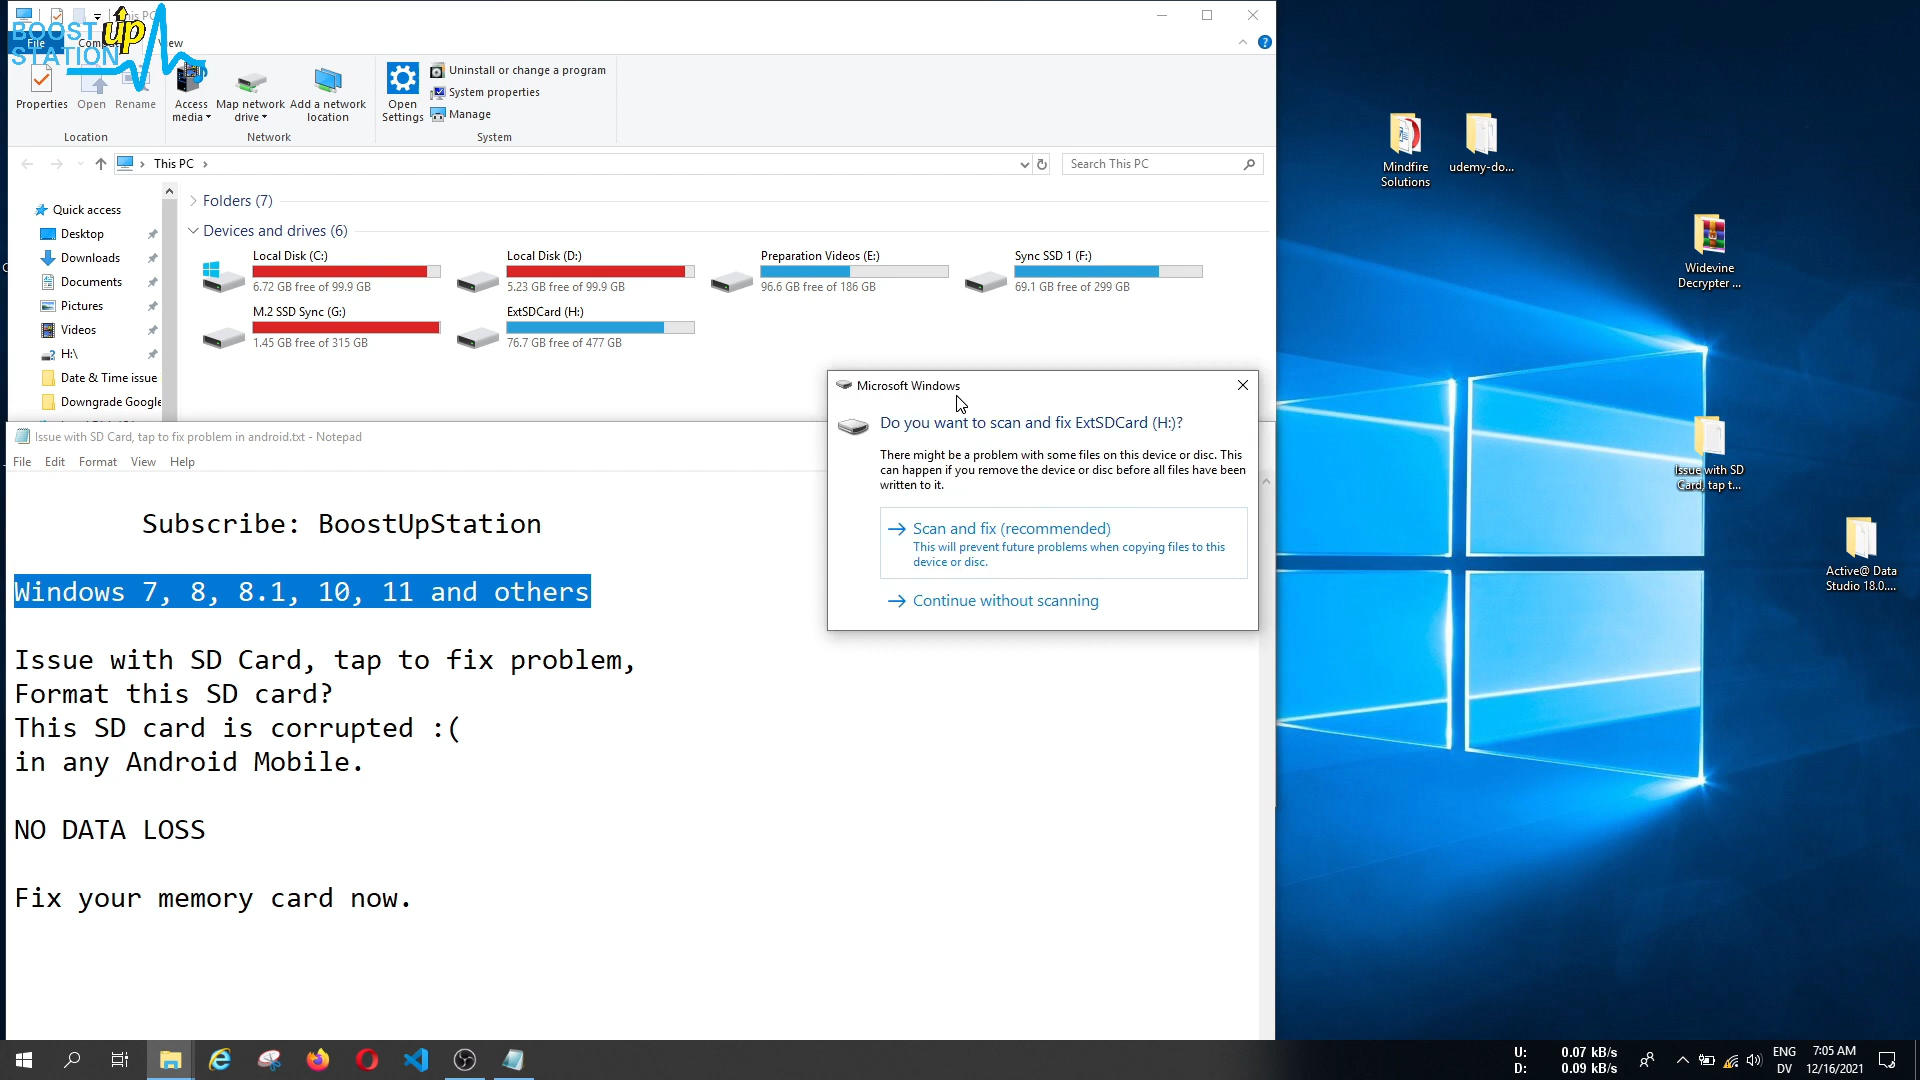 BOOST up
STATION
This PC
File
Comp
View
Properties
Open
Rename
Access
media
Map network
drive
Add a network
location
Open
Settings
Uninstall or change a program
System properties
Manage
Location
Network
System
This PC
Search This PC
Quick access
Desktop
Downloads
Documents
Pictures
Videos
H:\
Date & Time issue
Downgrade Google
Folders (7)
Devices and drives (6)
Local Disk (C:)
6.72 GB free of 99.9 GB
Local Disk (D:)
5.23 GB free of 99.9 GB
Preparation Videos (E:)
96.6 GB free of 186 GB
Sync SSD 1 (F:)
69.1 GB free of 299 GB
M.2 SSD Sync (G:)
1.45 GB free of 315 GB
ExtSDCard (H:)
76.7 GB free of 477 GB
Issue with SD Card, tap to fix problem in android.txt - Notepad
File Edit Format View Help
Subscribe: BoostUpStation
Windows 7, 8, 8.1, 10, 11 and others
Issue with SD Card, tap to fix problem,
Format this SD card?
This SD card is corrupted :(
in any Android Mobile.
NO DATA LOSS
Fix your memory card now.
Microsoft Windows
Do you want to scan and fix ExtSDCard (H:)?
There might be a problem with some files on this device or disc. This
can happen if you remove the device or disc before all files have been
written to it.
Scan and fix (recommended)
This will prevent future problems when copying files to this
device or disc.
Continue without scanning
Mindfire
Solutions
udemy-do...
Widevine
Decrypter ...
Issue with SD
Card, tap t...
Active@ Data
Studio 18.0....
U: 0.07 kB/s
D: 0.09 kB/s
ENG
DV
7:05 AM
12/16/2021